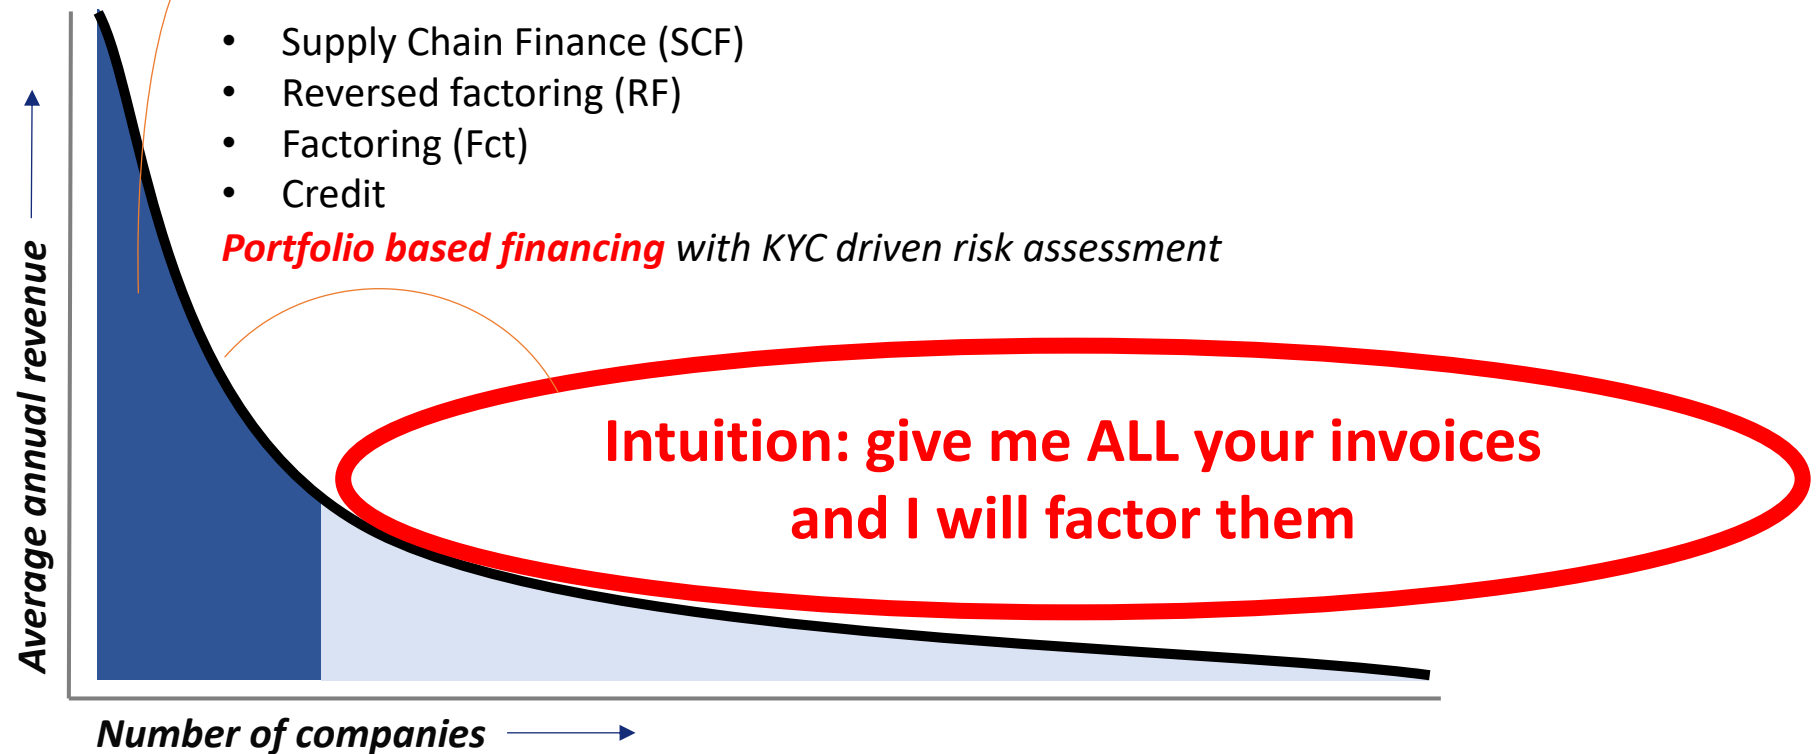 • Supply Chain Finance (SCF)
• Reversed factoring (RF)
• Factoring (Fct)
• Credit
Portfolio based financing with KYC driven risk assessment
Average annual revenue
Intuition: give me ALL your invoices
and I will factor them
Number of companies